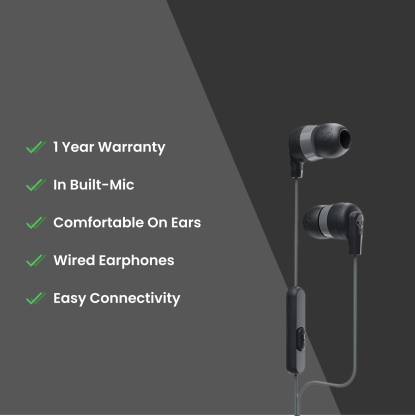 1 Year Warranty
In Built-Mic
Comfortable On Ears
Wired Earphones
Easy Connectivity